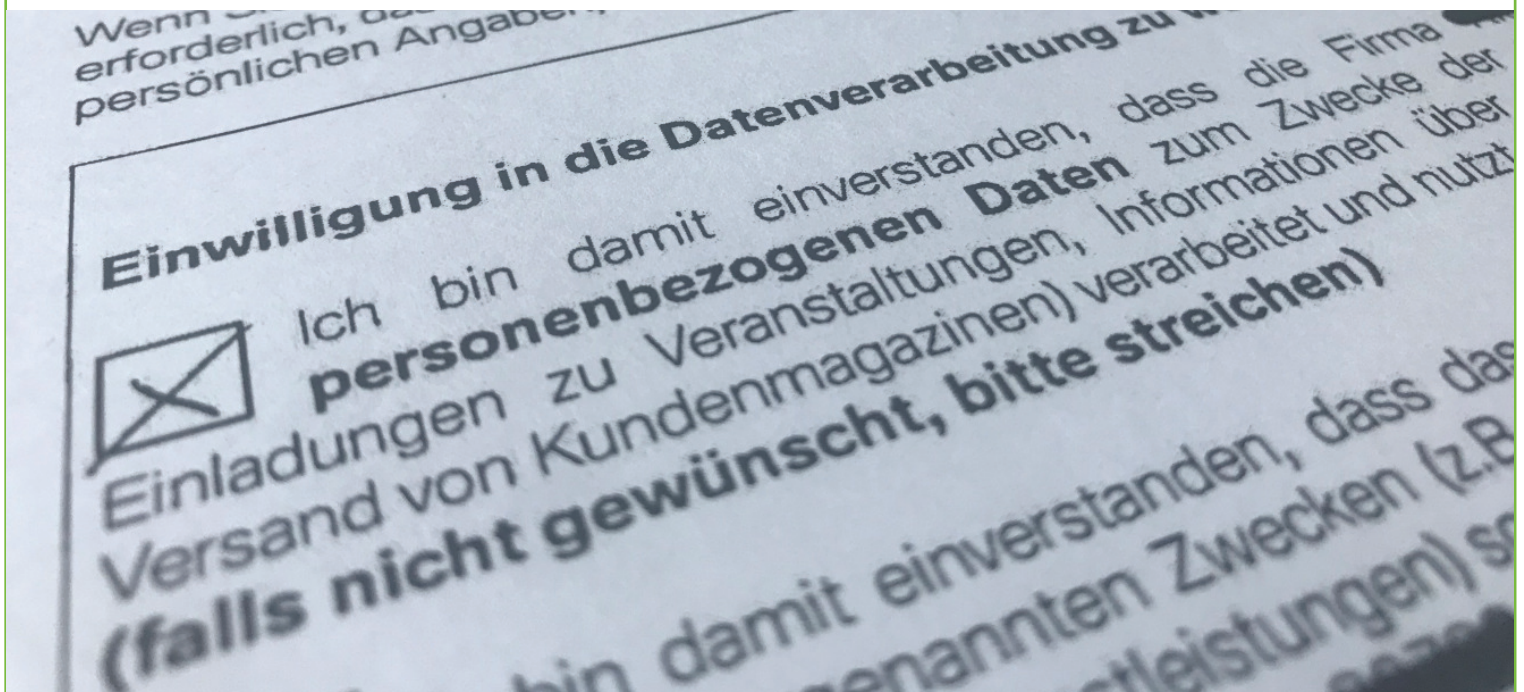 Wenn
erforderlich,
persönlichen Angaben,
Einwilligung in die Datenverarbeitung zu
Ich bin damit einverstanden, dass die Firma
personenbezogenen Daten zum Zwecke der
Einladungen zu Veranstaltungen, Informationen über
Versand von Kundenmagazinen) verarbeitet und nutzt
(falls nicht gewünscht, bitte streichen)
bin damit einverstanden, dass das
genannten Zwecken (z.B.